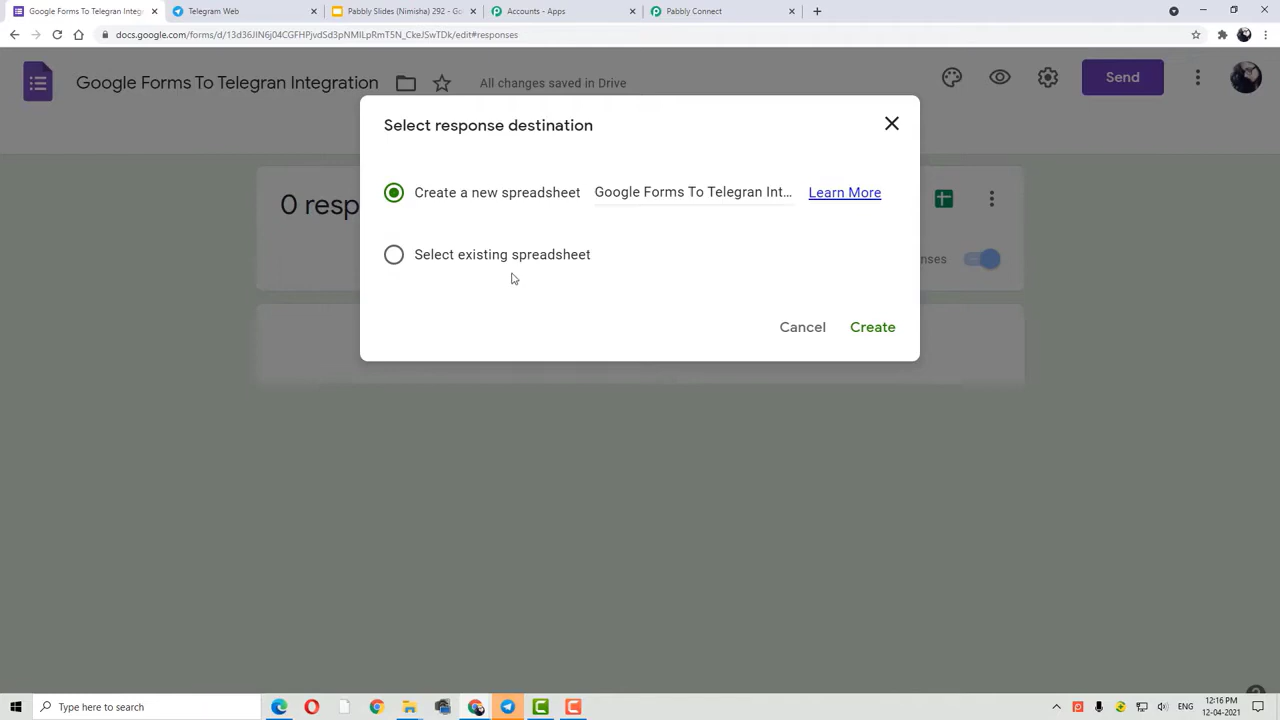 Google Forms To Telegran Integ
Telegram Web
Pabbly Slides (Nimisha) 292 - Go
Accounts - Apps
Pabbly Connect
docs.google.com/forms/d/13d36JlN6j04CGFHPjvdSd3pNMlLpRmT5N_CkeJSwTDk/edit#responses
Google Forms To Telegran Integration
All changes saved in Drive
Send
Select response destination
Create a new spreadsheet
Google Forms To Telegran Int...
Learn More
0 resp
Select existing spreadsheet
nses
Cancel
Create
Type here to search
ENG
12:16 PM
12-04-2021